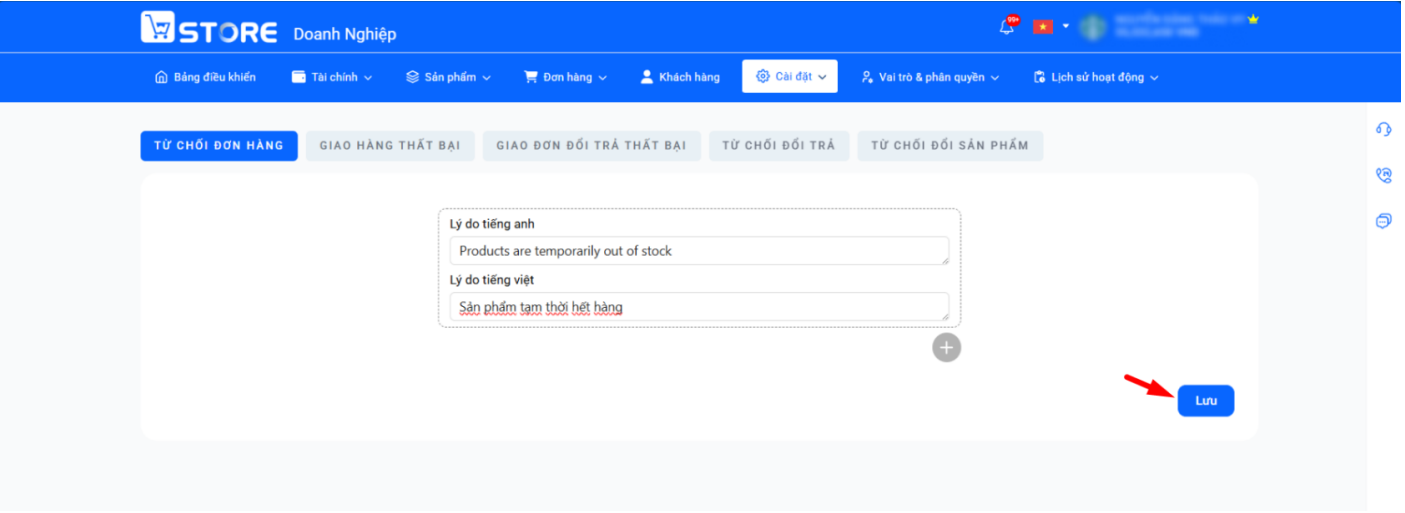 STORE Doanh Nghiệp
99+
Bảng điều khiển Tài chính Sản phẩm Đơn hàng Khách hàng Cài đặt Vai trò & phân quyền Lịch sử hoạt động
TỪ CHỐI ĐƠN HÀNG GIAO HÀNG THẤT BẠI GIAO ĐƠN ĐỔI TRẢ THẤT BẠI TỪ CHỐI ĐỔI TRẢ TỪ CHỐI ĐỔI SẢN PHẨM
Lý do tiếng anh
Products are temporarily out of stock
Lý do tiếng việt
Sản phẩm tạm thời hết hàng
Lưu